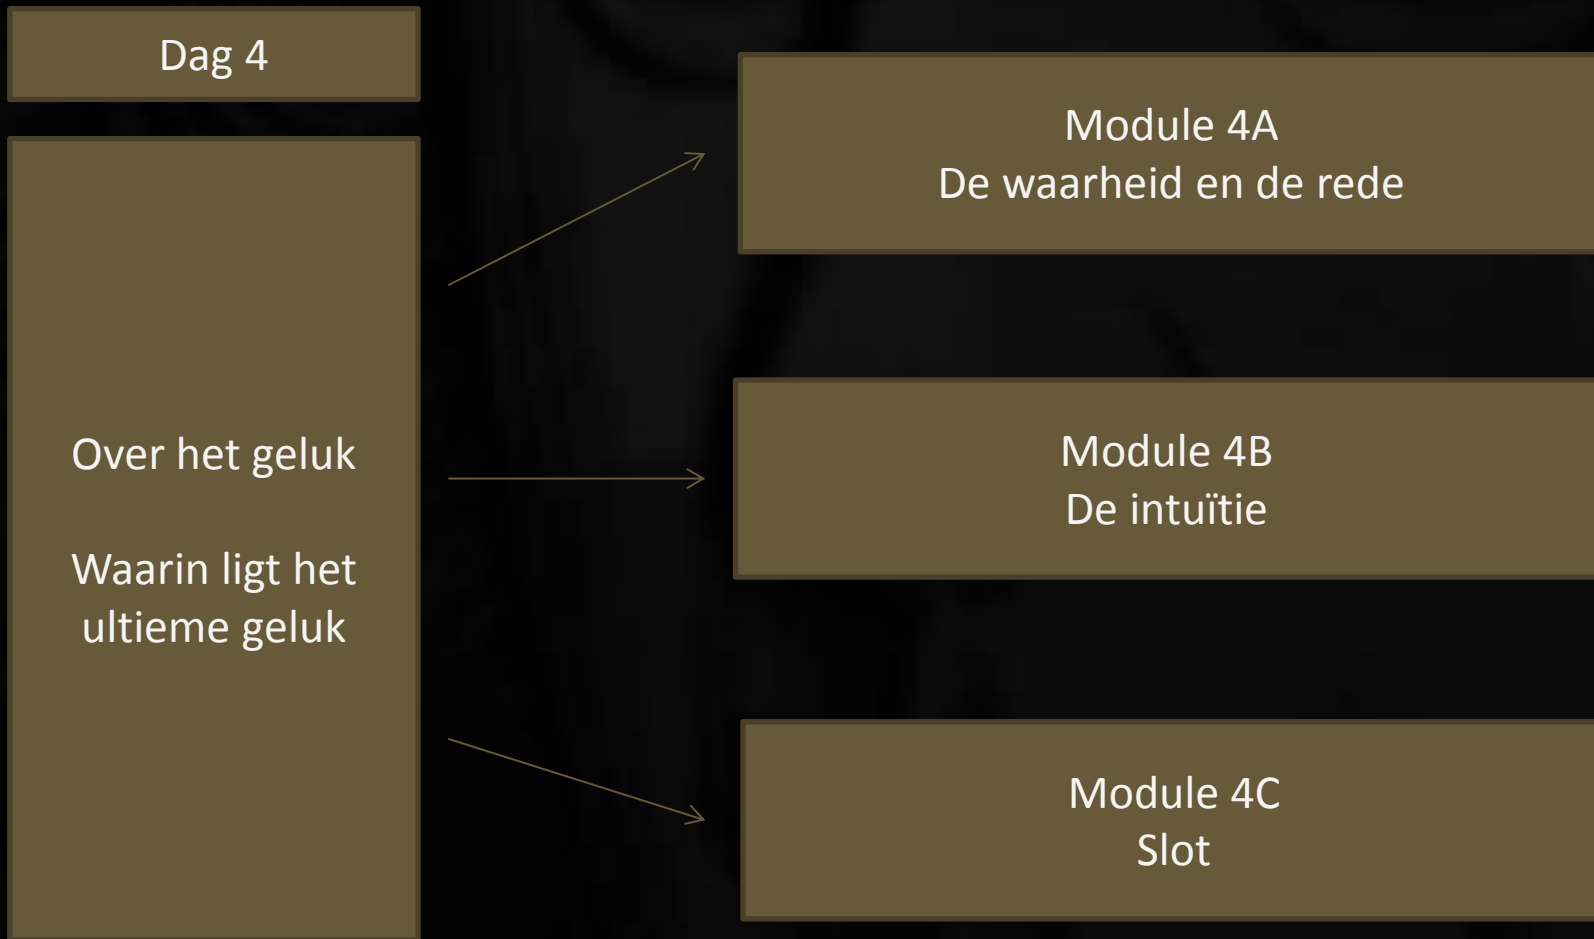 Dag 4
Over het geluk
Waarin ligt het
ultieme geluk
Module 4A
De waarheid en de rede
Module 4B
De intuïtie
Module 4C
Slot